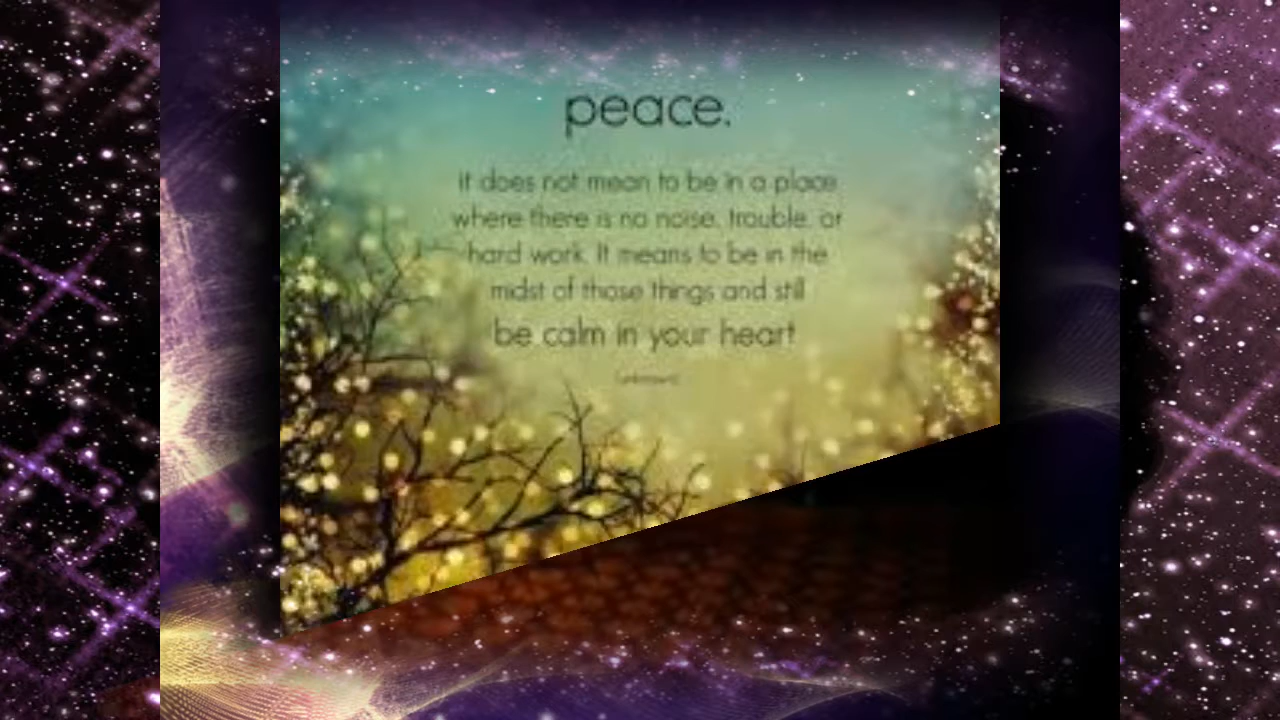 peace.
it does not mean to be in a place
where there is no noise, trouble, or
hard work. It means to be in the
midst of those things and still
be calm in your heart
(unknown)